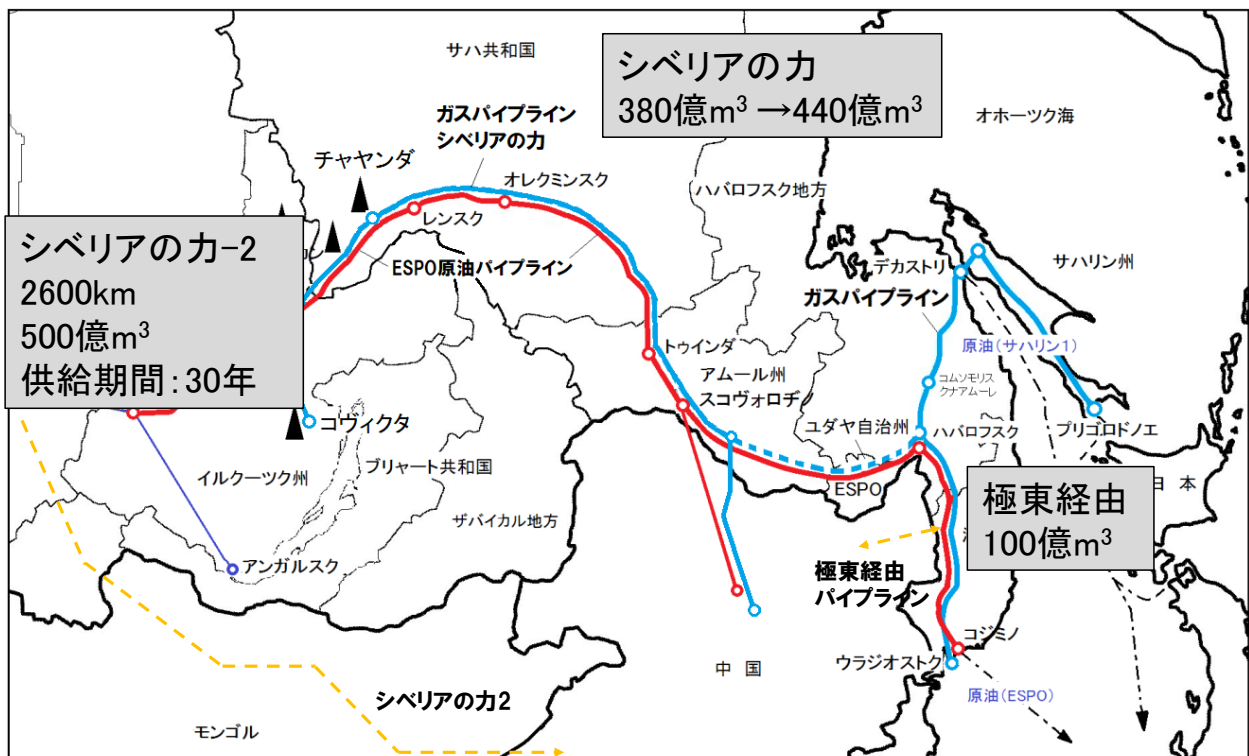 サハ共和国
シベリアの力
380億m³ →440億m³
オホーツク海
ガスパイプライン
シベリアの力
チャヤンダ
オレクミンスク
レンスク
ハバロフスク地方
シベリアの力-2
2600km
500億m³
供給期間:30年
ESPO原油パイプライン
デカストリ
サハリン州
ガスパイプライン
原油(サハリン1)
トゥインダ
アムール州
スコヴォロヂノ
コムソモリス
クナアムーレ
コヴィクタ
ユダヤ自治州
ハバロフスク
プリゴロドノエ
イルクーツク州
ブリャート共和国
ESPO
極東経由
100億m³
日 本
ザバイカル地方
アンガルスク
極東経由
パイプライン
コジミノ
ウラジオストク
中 国
シベリアの力2
原油(ESPO)
モンゴル